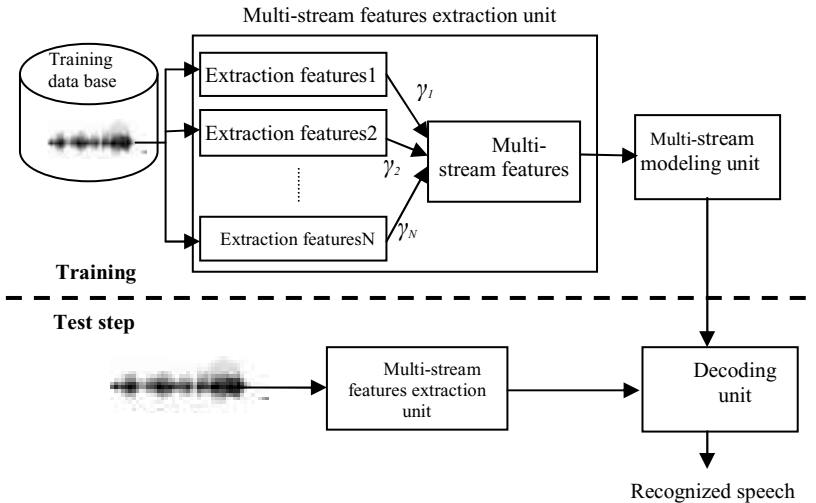 Multi-stream features extraction unit
Training
data base
Extraction features1
γ1
Extraction features2
γ2
Multi-
stream features
Multi-stream
modeling unit
Extraction featuresN
γN
Training
Test step
Multi-stream
features extraction
unit
Decoding
unit
Recognized speech